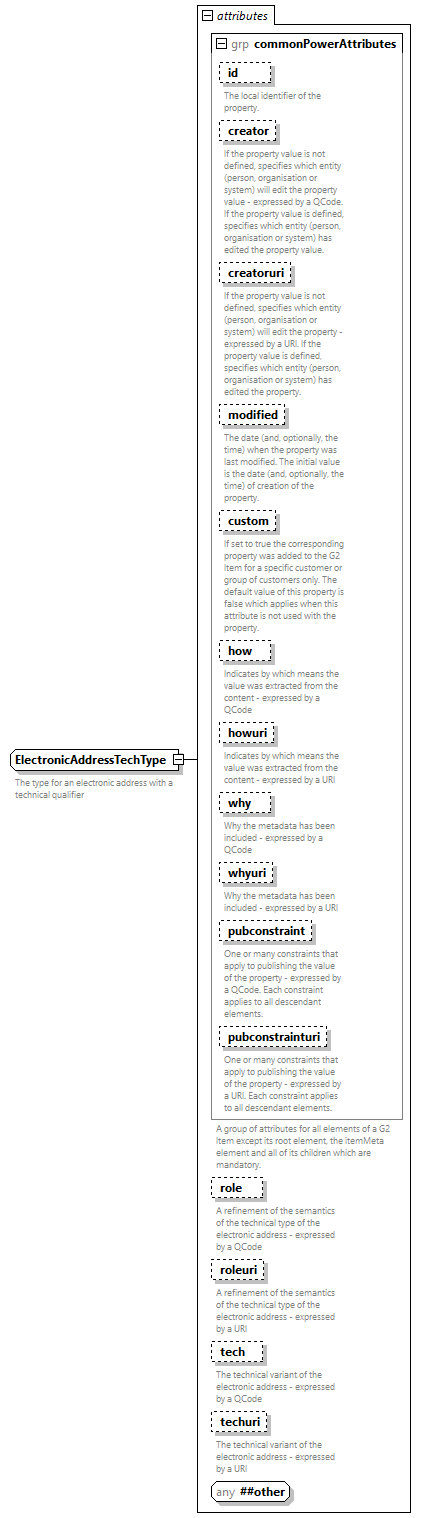 attributes
grp commonPowerAttributes
id
The local identifier of the
property.
creator
If the property value is not
defined, specifies which entity
(person, organisation or
system) will edit the property
value - expressed by a QCode.
If the property value is defined,
specifies which entity (person,
organisation or system) has
edited the property value.
creatoruri
If the property value is not
defined, specifies which entity
(person, organisation or
system) will edit the property -
expressed by a URI. If the
property value is defined,
specifies which entity (person,
organisation or system) has
edited the property.
modified
The date (and, optionally, the
time) when the property was
last modified. The initial value
is the date (and, optionally, the
time) of creation of the
property.
custom
If set to true the corresponding
property was added to the G2
Item for a specific customer or
group of customers only. The
default value of this property is
false which applies when this
attribute is not used with the
property.
how
Indicates by which means the
value was extracted from the
content - expressed by a
QCode
howuri
Indicates by which means the
value was extracted from the
content - expressed by a URI
why
Why the metadata has been
included - expressed by a
QCode
whyuri
Why the metadata has been
included - expressed by a URI
pubconstraint
One or many constraints that
apply to publishing the value
of the property - expressed by
a QCode. Each constraint
applies to all descendant
elements.
pubconstrainturi
One or many constraints that
apply to publishing the value
of the property - expressed by
a URI. Each constraint applies
to all descendant elements.
A group of attributes for all elements of a G2
Item except its root element, the itemMeta
element and all of its children which are
mandatory.
ElectronicAddressTechType
The type for an electronic address with a
technical qualifier
role
A refinement of the semantics
of the technical type of the
electronic address - expressed
by a QCode
roleuri
A refinement of the semantics
of the technical type of the
electronic address - expressed
by a URI
tech
The technical variant of the
electronic address - expressed
by a QCode
techuri
The technical variant of the
electronic address - expressed
by a URI
any ##other